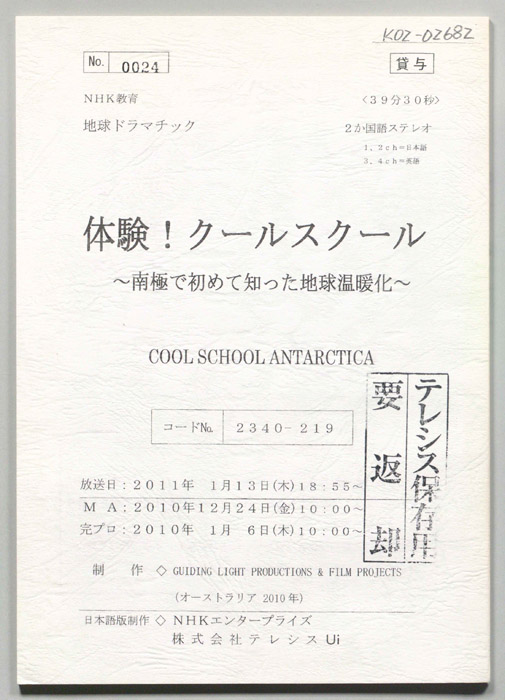 K02-02682
No. 0024
貸与
NHK教育
〈39分30秒〉
地球ドラマチック
2か国語ステレオ
1,2ch=日本語
3,4ch=英語
体験！クールスクール
～南極で初めて知った地球温暖化～
COOL SCHOOL ANTARCTICA
テレシス保存用
要返却
コードNo. 2340-219
放送日：2011年 1月13日(木)18:55～
MA：2010年12月24日(金)10:00～
完プロ：2010年 1月 6日(木)10:00～
制作 ◇ GUIDING LIGHT PRODUCTIONS & FILM PROJECTS
(オーストラリア 2010年)
日本語版制作 ◇ NHKエンタープライズ
株式会社テレシス Ui